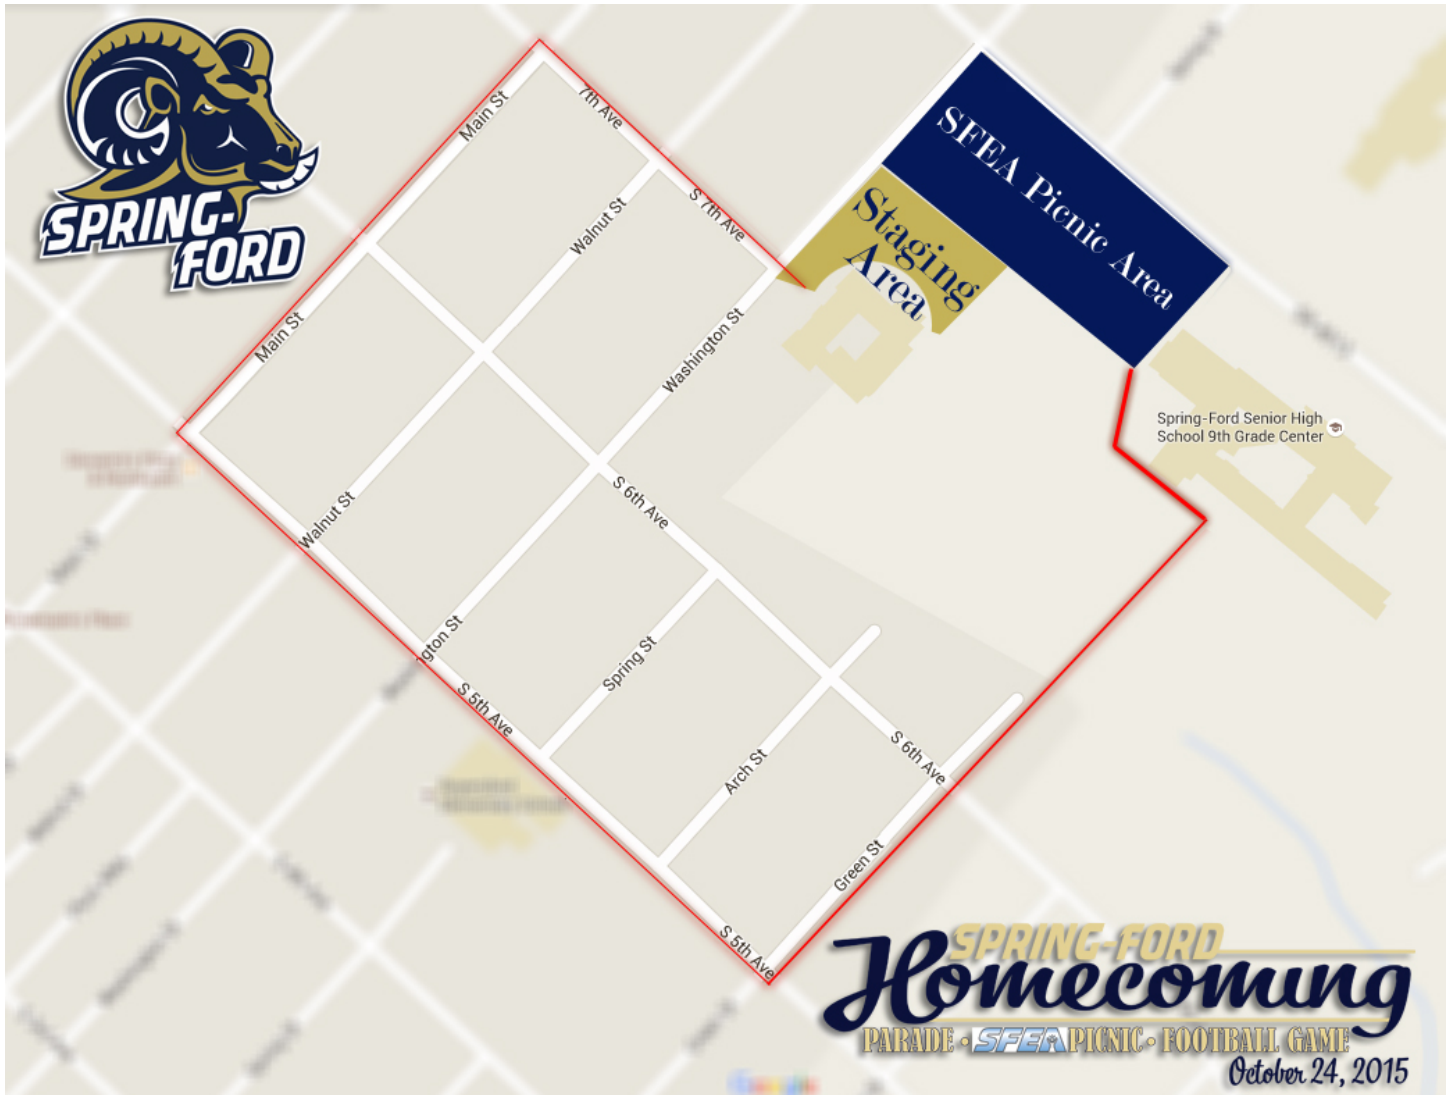 SPRING-
FORD
Main St
7th Ave
S 7th Ave
Walnut St
Main St
Washington St
SFEA Picnic Area
Staging
Area
Spring-Ford Senior High
School 9th Grade Center
Walnut St
S 6th Ave
gton St
Spring St
S 5th Ave
Arch St
S 6th Ave
Green St
S 5th Ave
SPRING-FORD
Homecoming
PARADE • SFEA PICNIC • FOOTBALL GAME
October 24, 2015